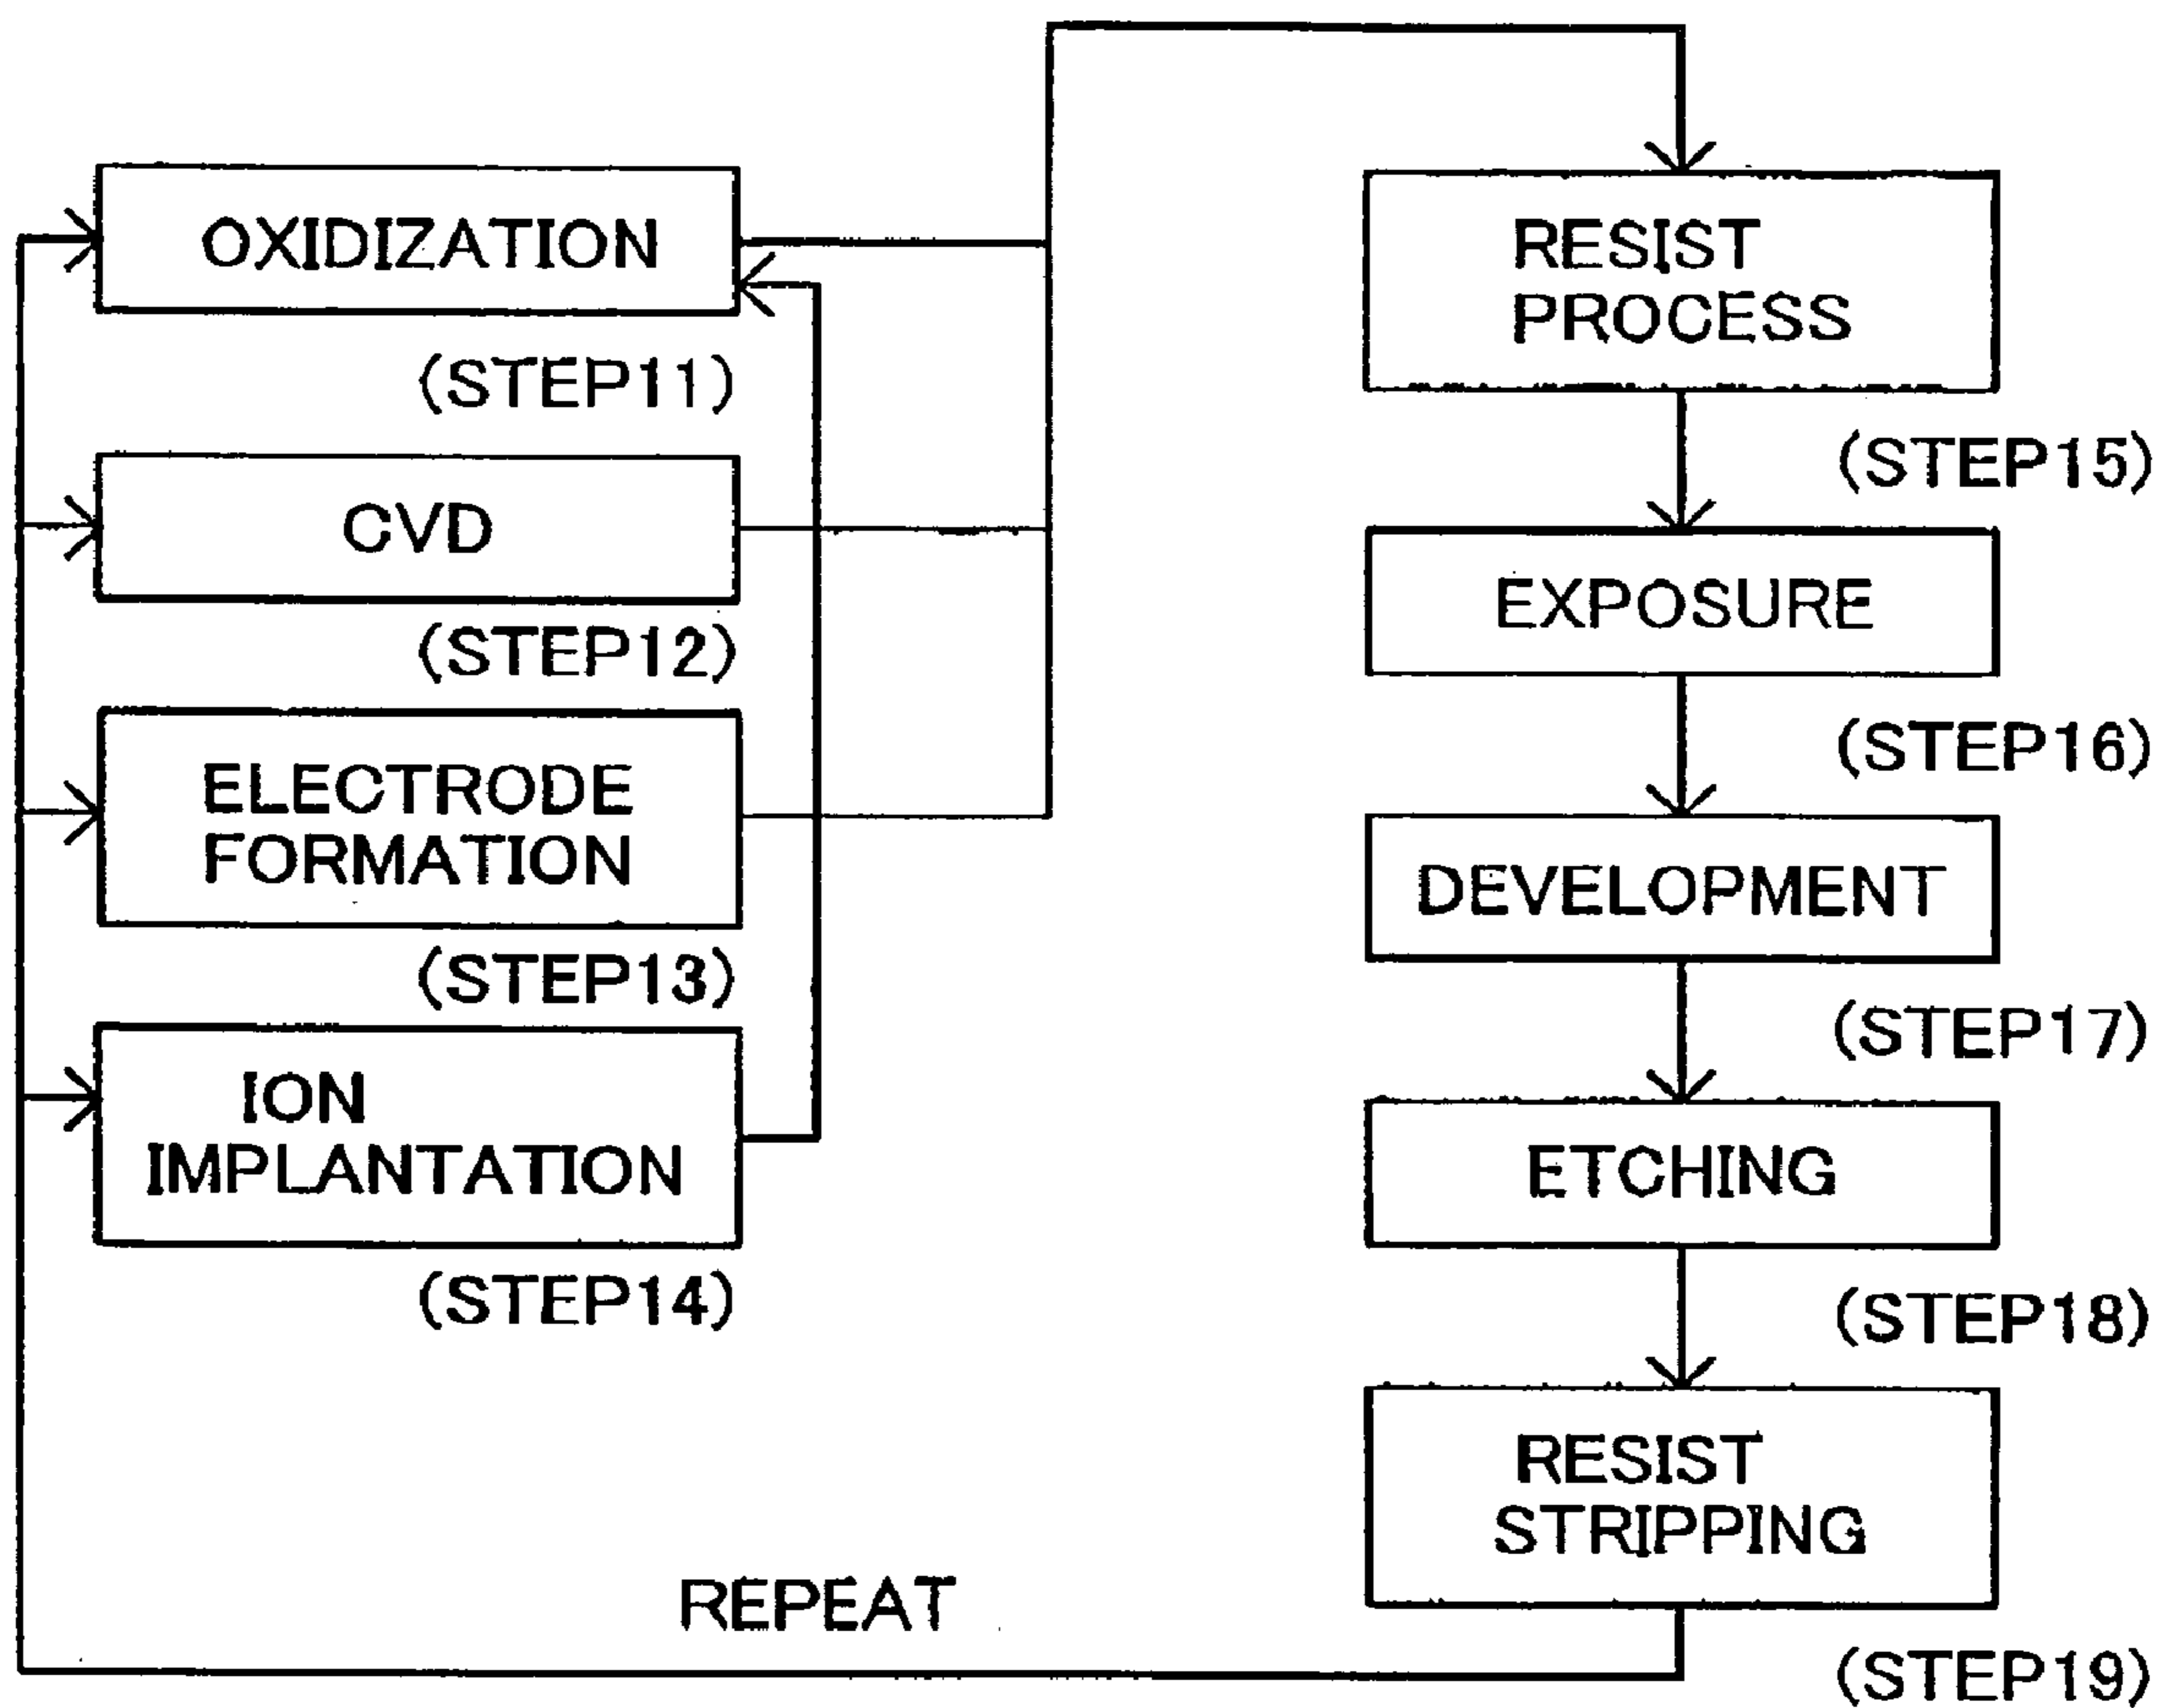 OXIDIZATION
(STEP11)
CVD
(STEP12)
ELECTRODE
FORMATION
(STEP13)
ION
IMPLANTATION
(STEP14)
RESIST
PROCESS
(STEP15)
EXPOSURE
(STEP16)
DEVELOPMENT
(STEP17)
ETCHING
(STEP18)
RESIST
STRIPPING
(STEP19)
REPEAT